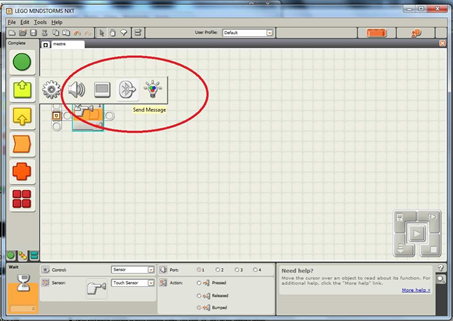 LEGO MINDSTORMS NXT
File Edit Tools Help
User Profile: Default
Complete
mestre
Send Message
Wait
Control: Sensor
Sensor: Touch Sensor
Port: 1 2 3 4
Action: Pressed
Released
Bumped
Need help?
Move the cursor over an object to read about its function. For
additional help, click the "More help" link.
More help »